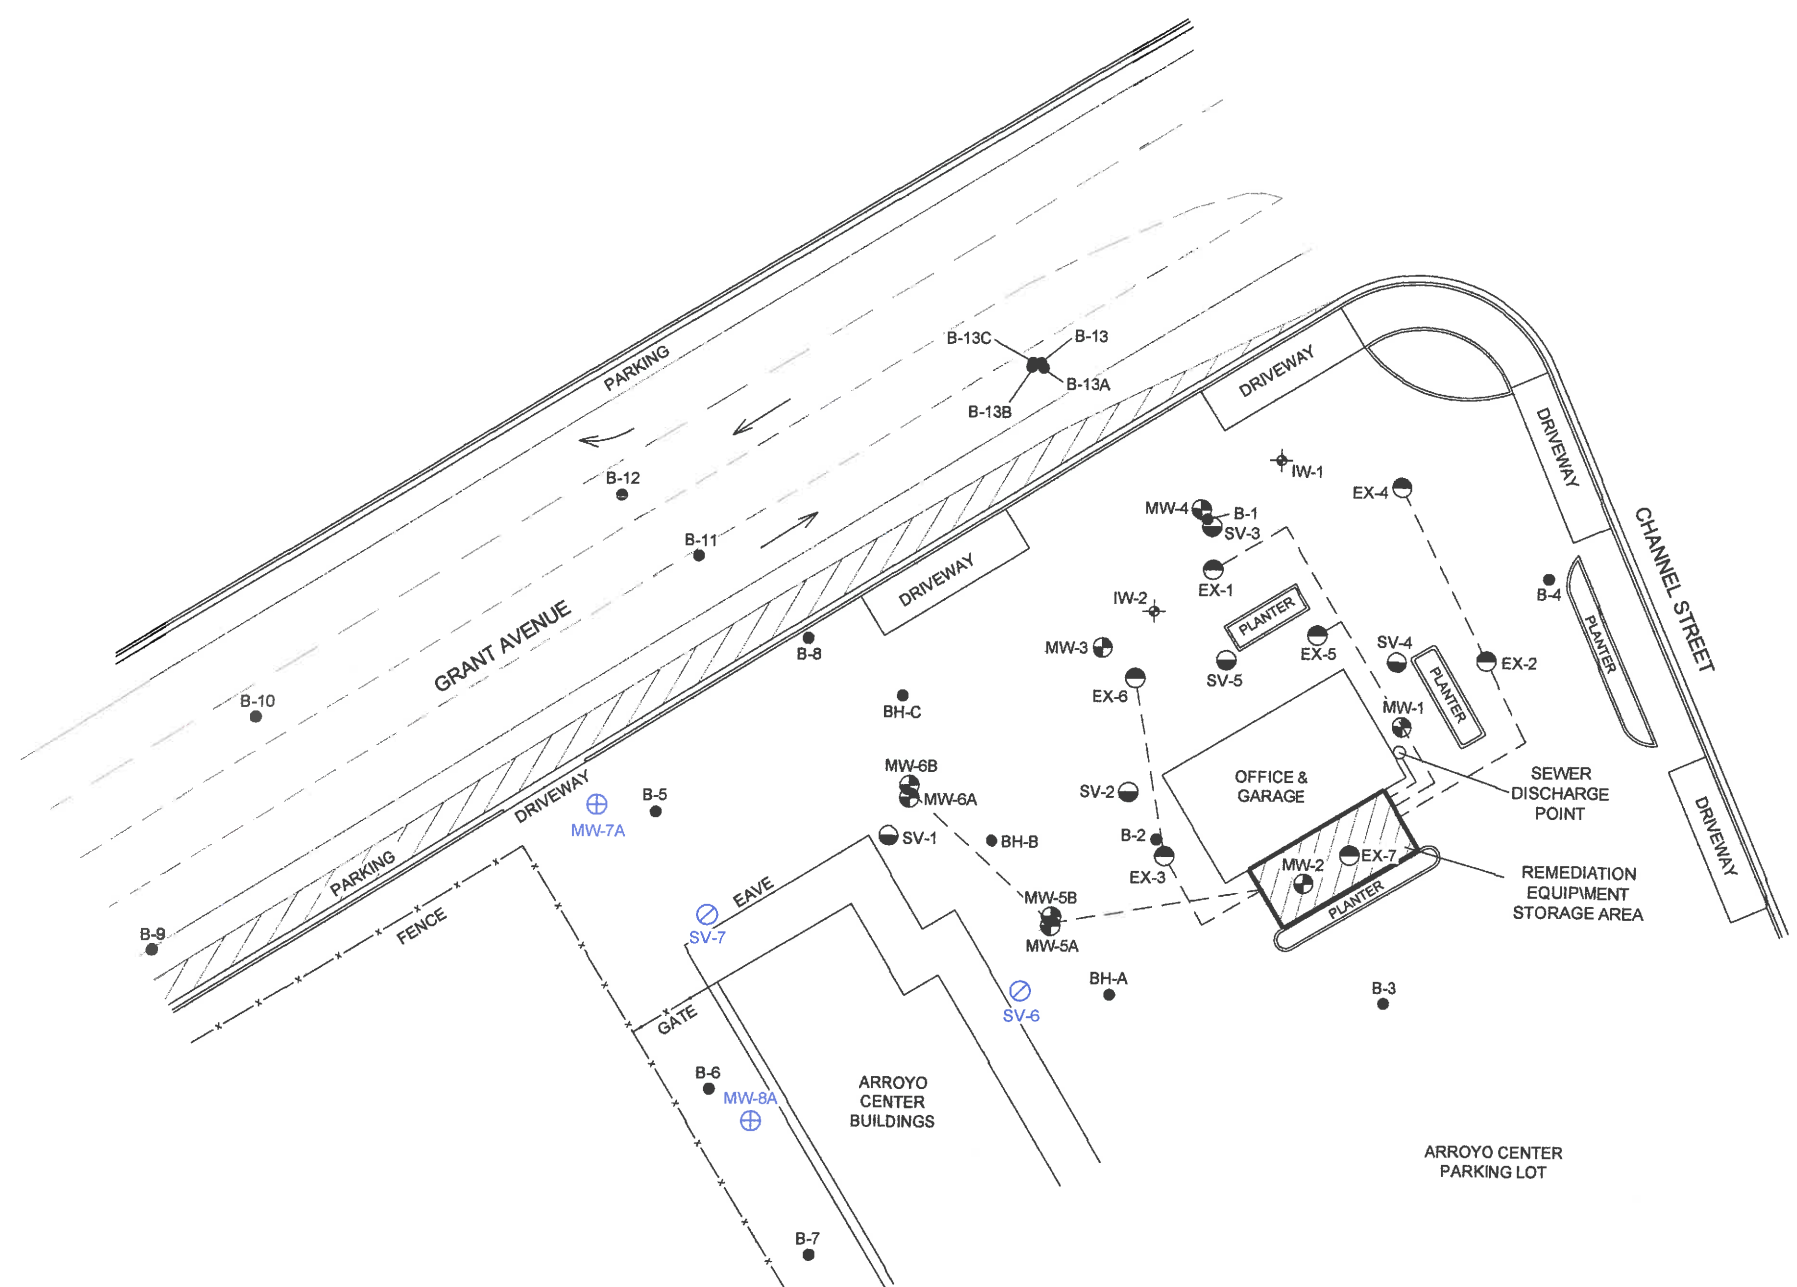 PARKING
B-13C
B-13
B-13A
B-13B
DRIVEWAY
DRIVEWAY
B-12
IW-1
EX-4
MW-4
B-1
SV-3
CHANNEL STREET
B-11
DRIVEWAY
EX-1
B-4
IW-2
PLANTER
PLANTER
GRANT AVENUE
B-8
MW-3
EX-5
SV-4
SV-5
EX-2
EX-6
PLANTER
B-10
BH-C
MW-1
MW-6B
MW-6A
SV-2
OFFICE &
GARAGE
SEWER
DISCHARGE
POINT
DRIVEWAY
B-5
MW-7A
DRIVEWAY
SV-1
BH-B
B-2
EX-3
MW-2
EX-7
PLANTER
REMEDIATION
EQUIPMENT
STORAGE AREA
PARKING
EAVE
MW-5B
MW-5A
FENCE
B-9
SV-7
BH-A
B-3
SV-6
GATE
B-6
MW-8A
ARROYO
CENTER
BUILDINGS
ARROYO CENTER
PARKING LOT
B-7